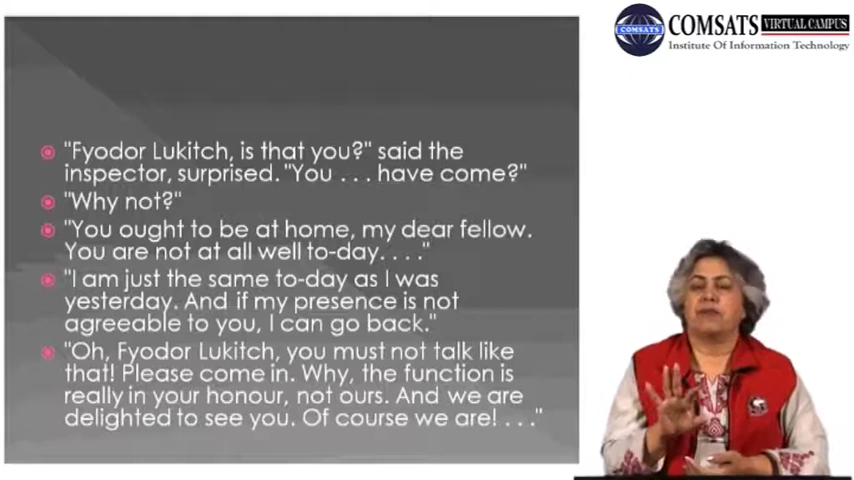 "Fyodor Lukitch, is that you?" said the
inspector, surprised. "You . . . have come?"
"Why not?"
"You ought to be at home, my dear fellow.
You are not at all well to-day. . . ."
"I am just the same to-day as I was
yesterday. And if my presence is not
agreeable to you, I can go back."
"Oh, Fyodor Lukitch, you must not talk like
that! Please come in. Why, the function is
really in your honour, not ours. And we are
delighted to see you. Of course we are! . . ."
COMSATS
COMSATS VIRTUAL CAMPUS
Institute Of Information Technology